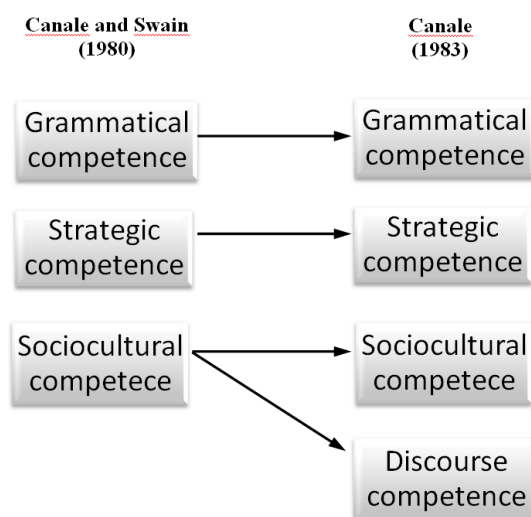 Canale and Swain
(1980)
Canale
(1983)
Grammatical
competence
Grammatical
competence
Strategic
competence
Strategic
competence
Sociocultural
competece
Sociocultural
competece
Discourse
competence